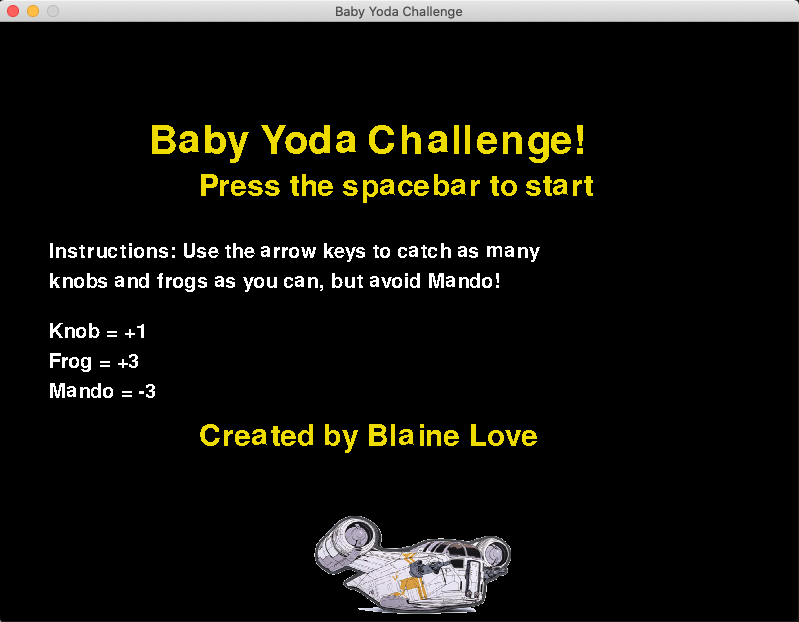 Baby Yoda Challenge
Baby Yoda Challenge!
Press the spacebar to start
Instructions: Use the arrow keys to catch as many
knobs and frogs as you can, but avoid Mando!
Knob = +1
Frog = +3
Mando = -3
Created by Blaine Love